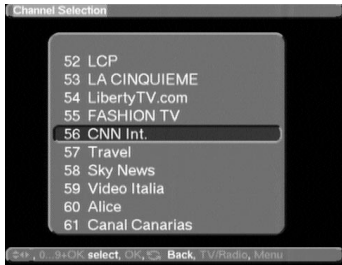 Channel Selection
52 LCP
53 LA CINQUIEME
54 LibertyTV.com
55 FASHION TV
56 CNN Int.
57 Travel
58 Sky News
59 Video Italia
60 Alice
61 Canal Canarias
, 0...9+OK select, OK, Back, TV/Radio, Menu